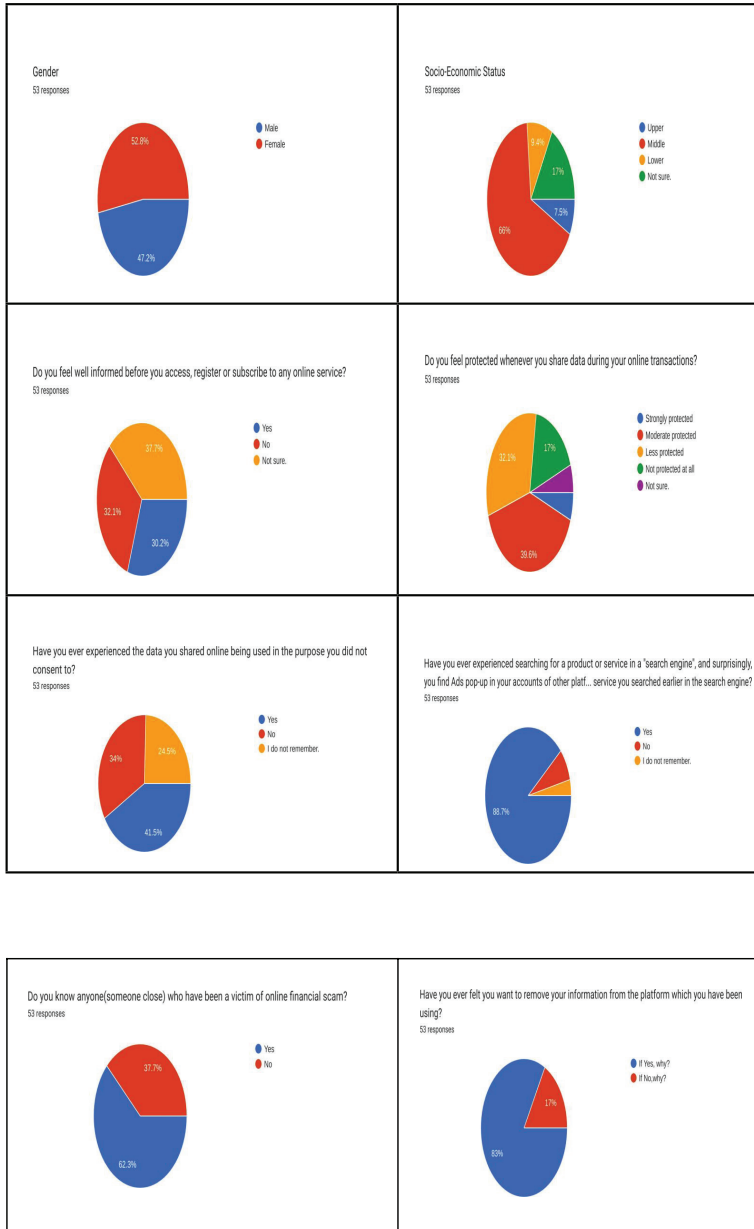 Gender
53 responses
Male
Female
52.8%
47.2%
Socio-Economic Status
53 responses
Upper
Middle
Lower
Not sure.
9.4%
17%
7.5%
66%
Do you feel well informed before you access, register or subscribe to any online service?
53 responses
Yes
No
Not sure.
37.7%
32.1%
30.2%
Do you feel protected whenever you share data during your online transactions?
53 responses
Strongly protected
Moderate protected
Less protected
Not protected at all
Not sure.
17%
32.1%
39.6%
Have you ever experienced the data you shared online being used in the purpose you did not
consent to?
53 responses
Yes
No
I do not remember.
34%
24.5%
41.5%
Have you ever experienced searching for a product or service in a "search engine", and surprisingly,
you find Ads pop-up in your accounts of other platf... service you searched earlier in the search engine?
53 responses
Yes
No
I do not remember.
88.7%
Do you know anyone(someone close) who have been a victim of online financial scam?
53 responses
Yes
No
37.7%
62.3%
Have you ever felt you want to remove your information from the platform which you have been
using?
53 responses
If Yes, why?
If No,why?
17%
83%